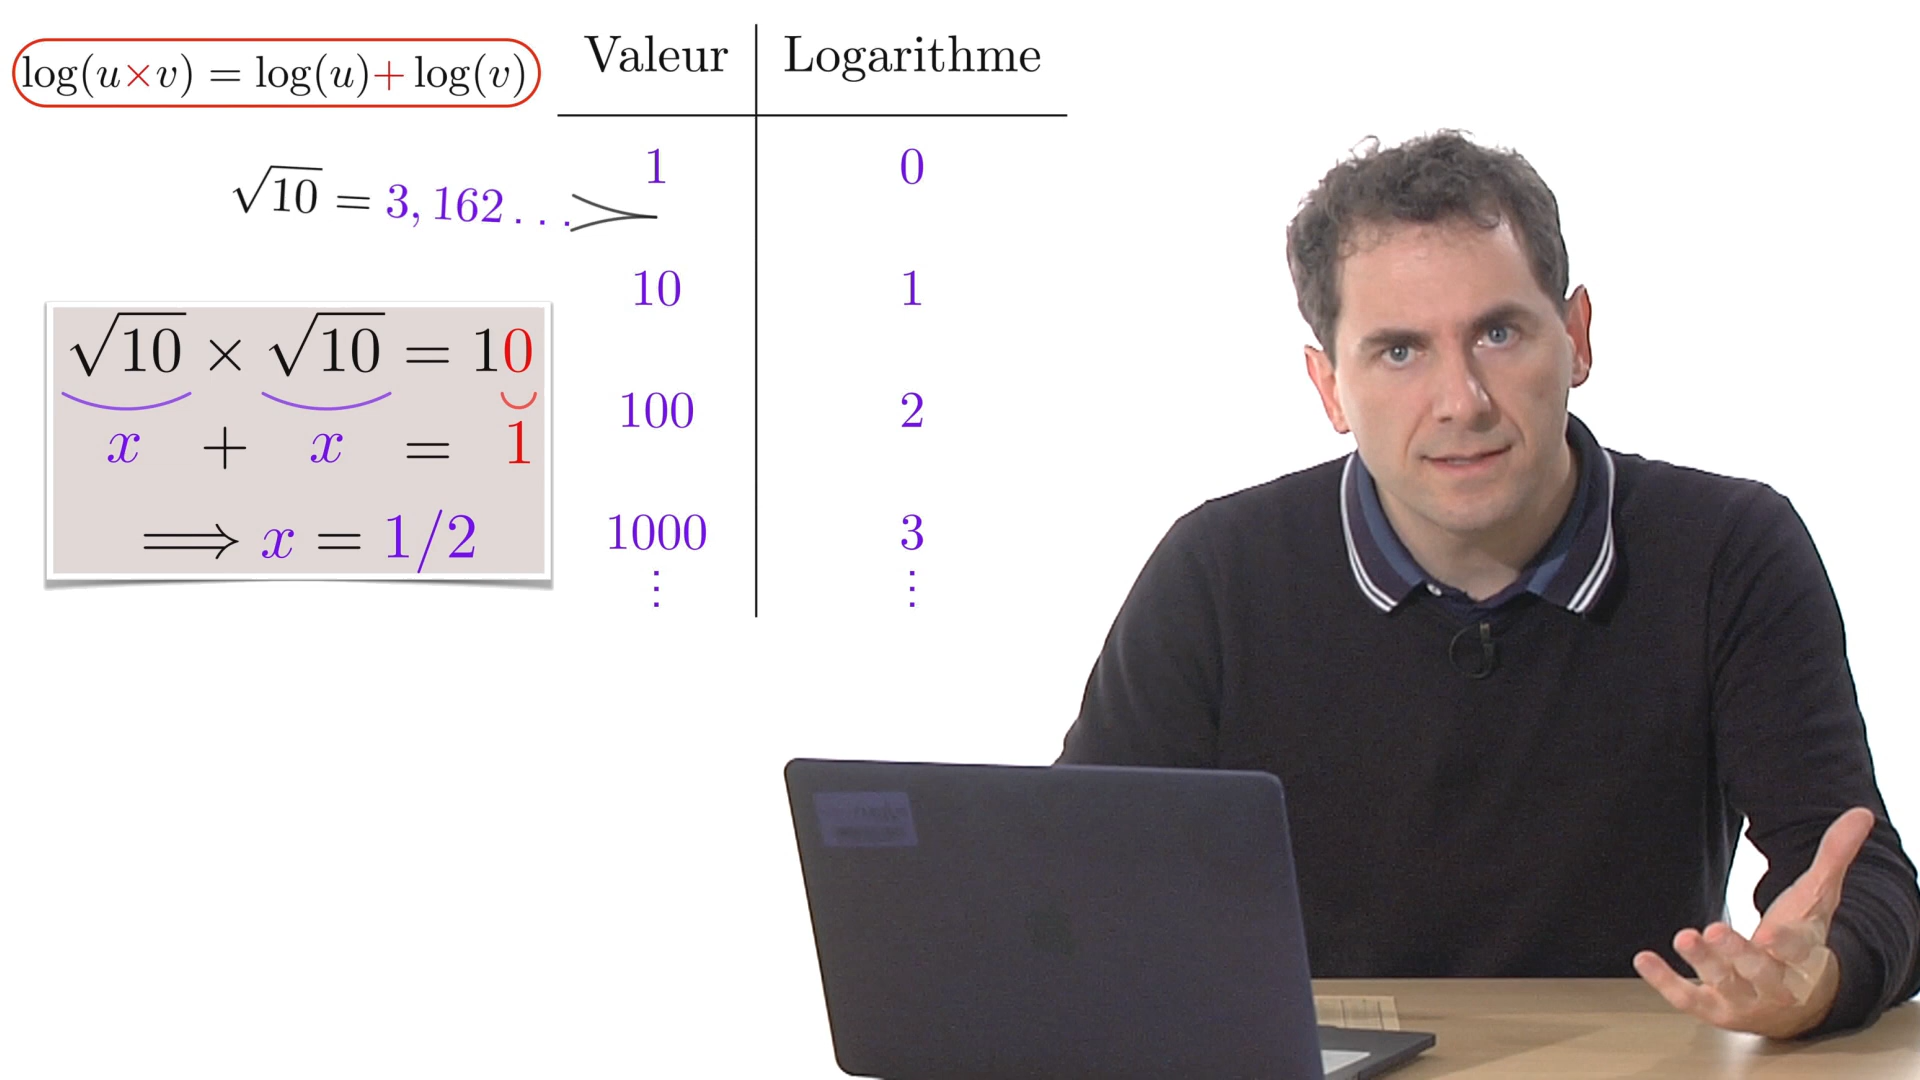 log(u×v) = log(u)+ log(v)
√10 = 3,162...
√10 × √10 = 10
x + x = 1
⟹ x = 1/2
Valeur Logarithme
1 0
10 1
100 2
1000 3
⋮ ⋮